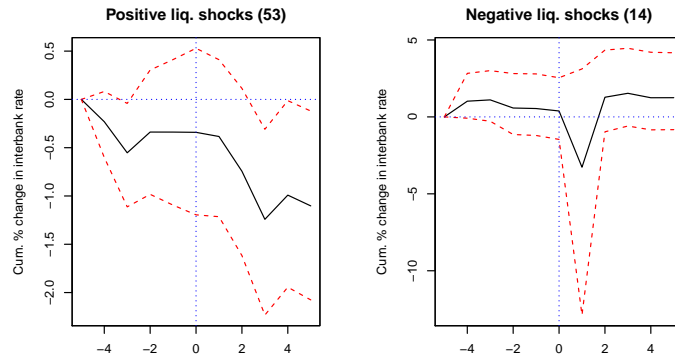 Positive liq. shocks (53)
Cum. % change in interbank rate
0.5
0.0
−0.5
−1.0
−1.5
−2.0
−4 −2 0 2 4
Negative liq. shocks (14)
Cum. % change in interbank rate
5
0
−5
−10
−4 −2 0 2 4